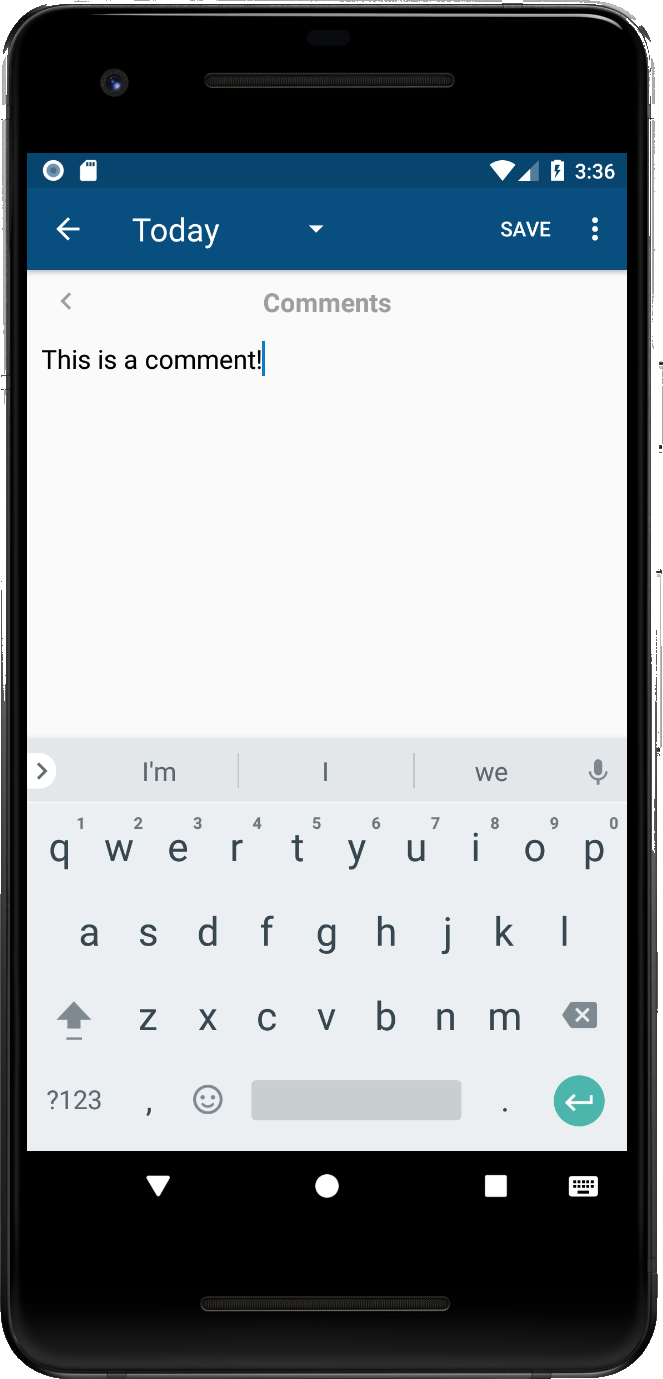 3:36
Today SAVE
Comments
This is a comment!
I'm I we
1 2 3 4 5 6 7 8 9 0
q w e r t y u i o p
a s d f g h j k l
z x c v b n m
?123 , .